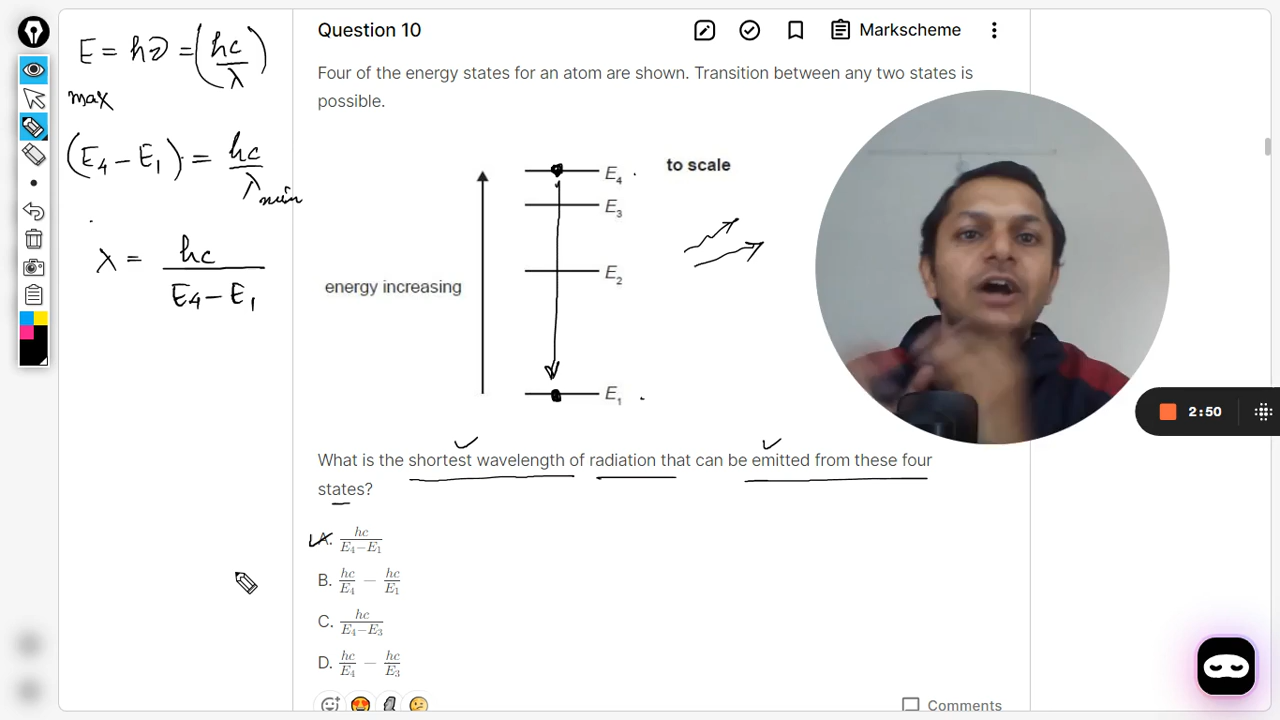 E = hν = (hc/λ)
max
(E₄ − E₁) = hc/λmin
λ = hc/(E₄ − E₁)
Question 10
Markscheme
Four of the energy states for an atom are shown. Transition between any two states is
possible.
to scale
E₄
E₃
E₂
energy increasing
E₁
2:50
What is the shortest wavelength of radiation that can be emitted from these four
states?
A. hc/(E₄−E₁)
B. hc/E₄ − hc/E₁
C. hc/(E₄−E₃)
D. hc/E₄ − hc/E₃
Comments